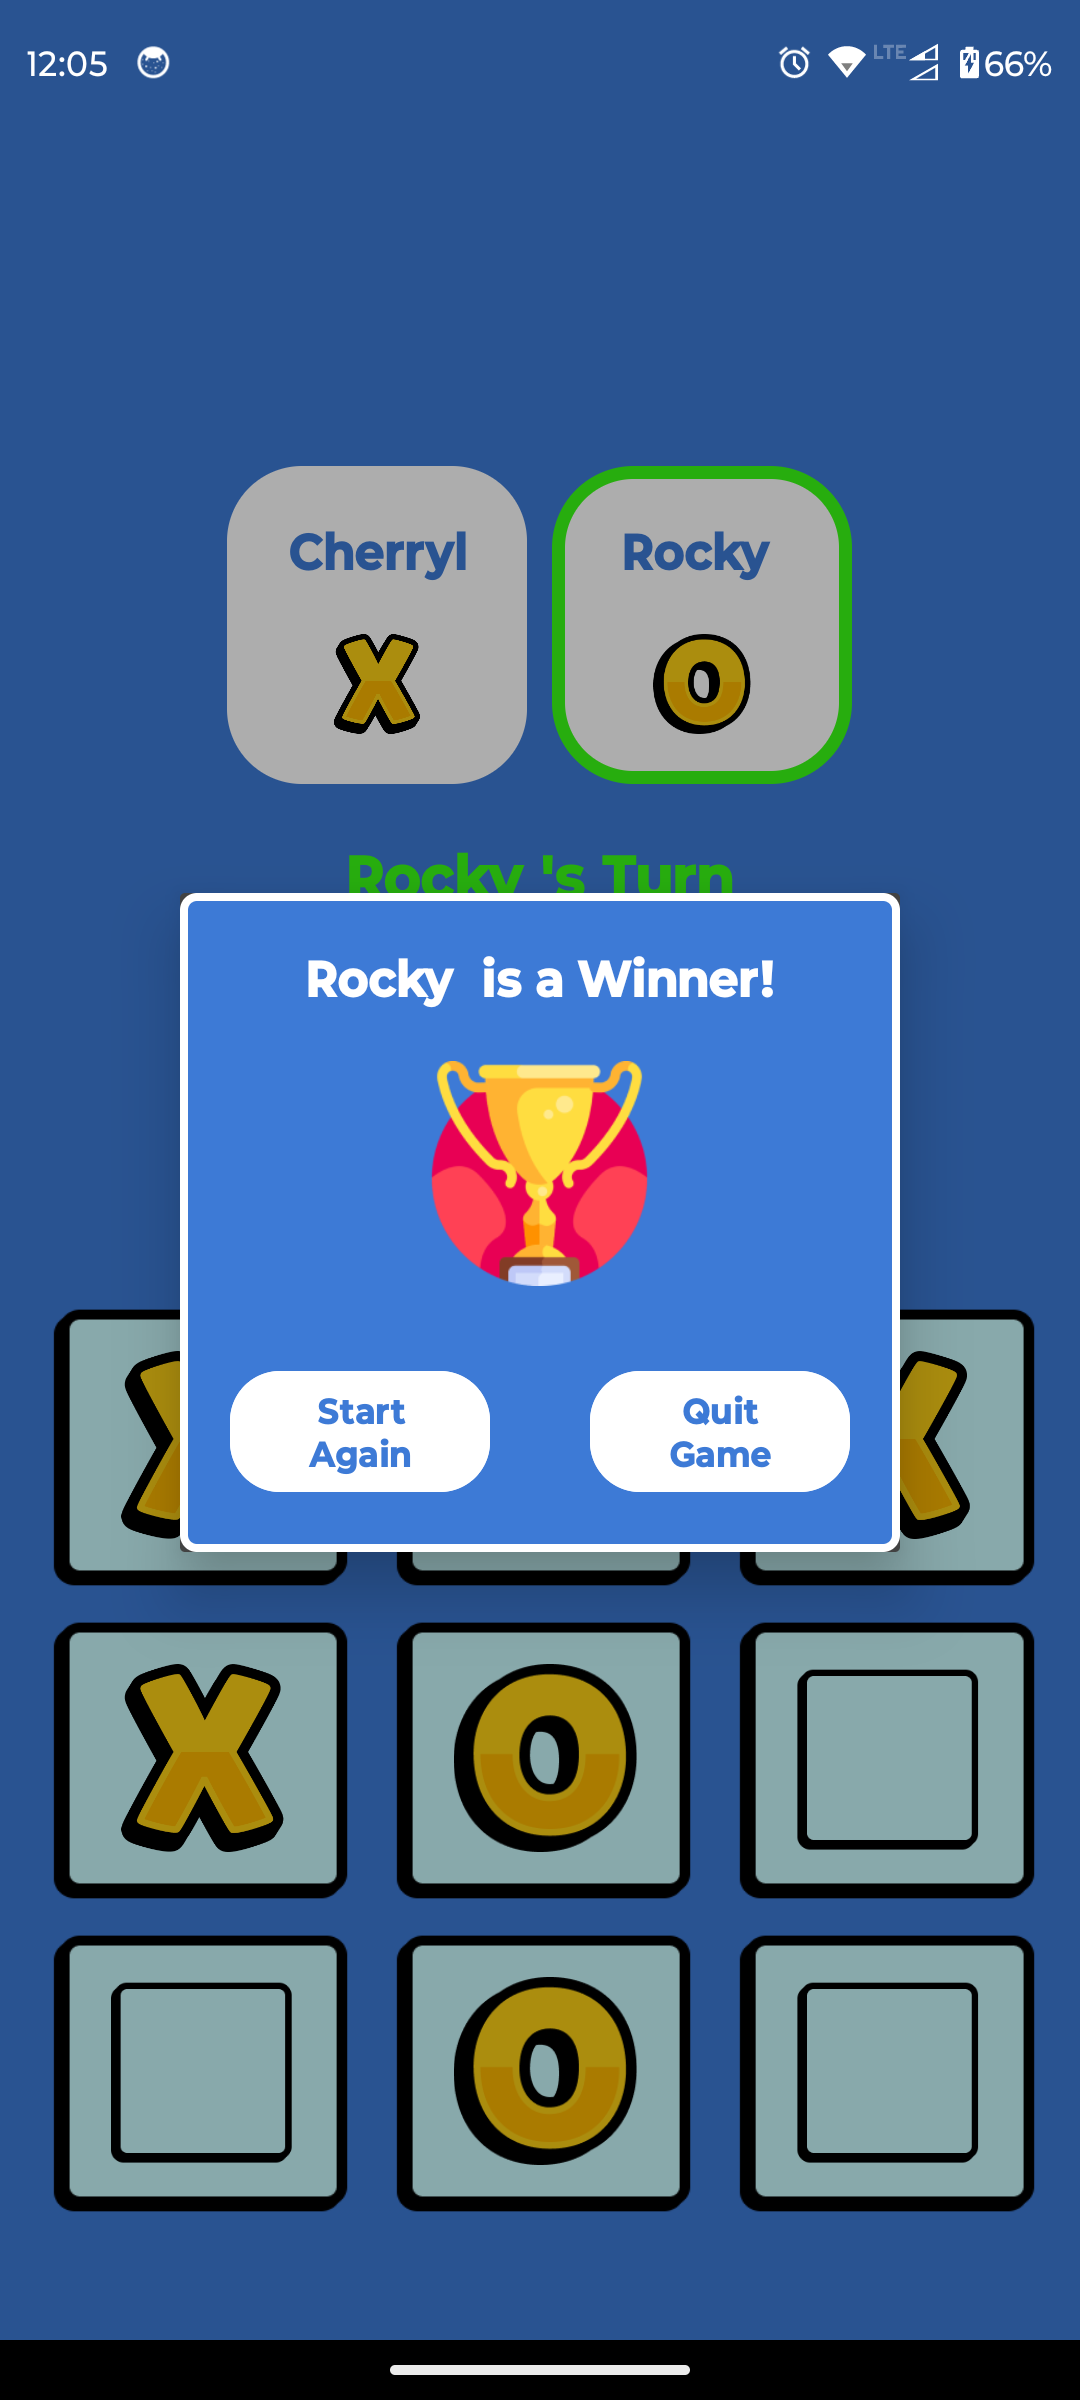 12:05
LTE
66%
Cherryl
Rocky
X
O
Rocky 's Turn
Rocky  is a Winner!
Start
Again
Quit
Game
X
X
X
O
O